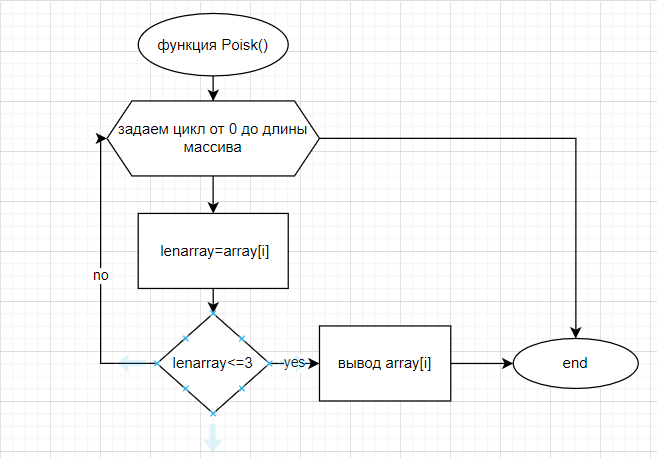 функция Poisk()
задаем цикл от 0 до длины
массива
lenarray=array[i]
no
lenarray<=3
yes
вывод array[i]
end